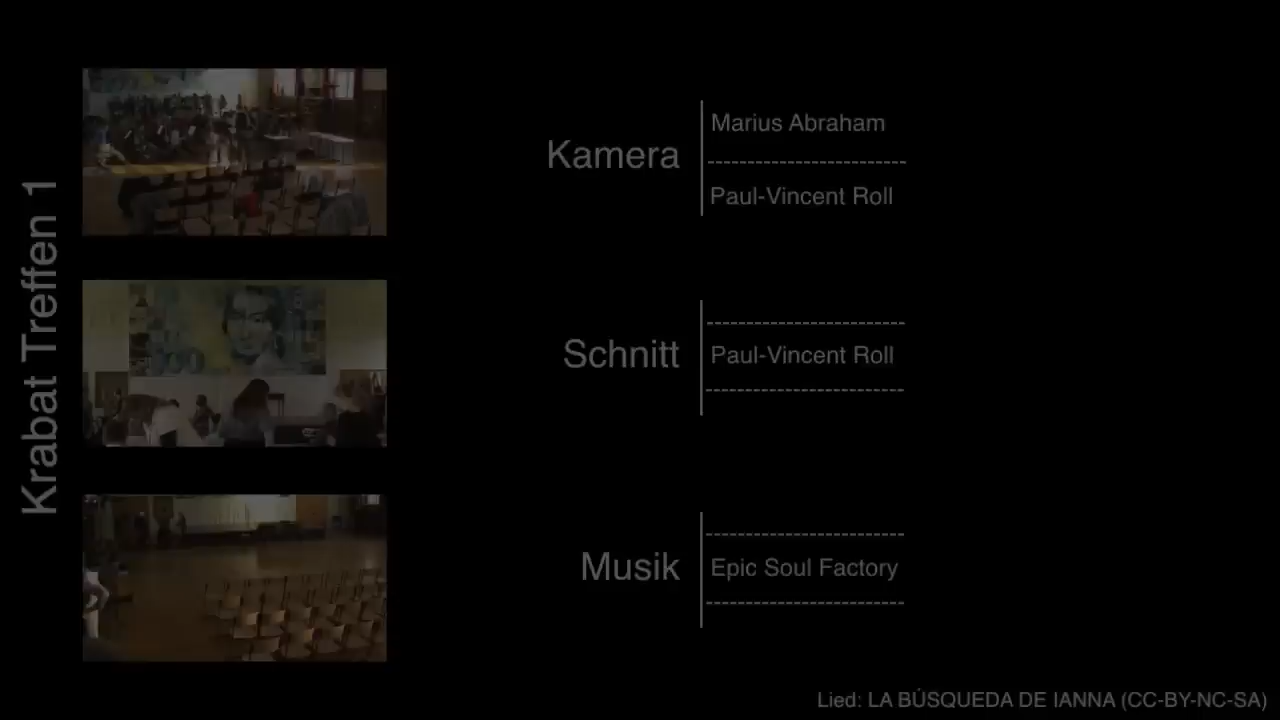 Krabat Treffen 1
Kamera
Marius Abraham
Paul-Vincent Roll
Schnitt
Paul-Vincent Roll
Musik
Epic Soul Factory
Lied: LA BÚSQUEDA DE IANNA (CC-BY-NC-SA)